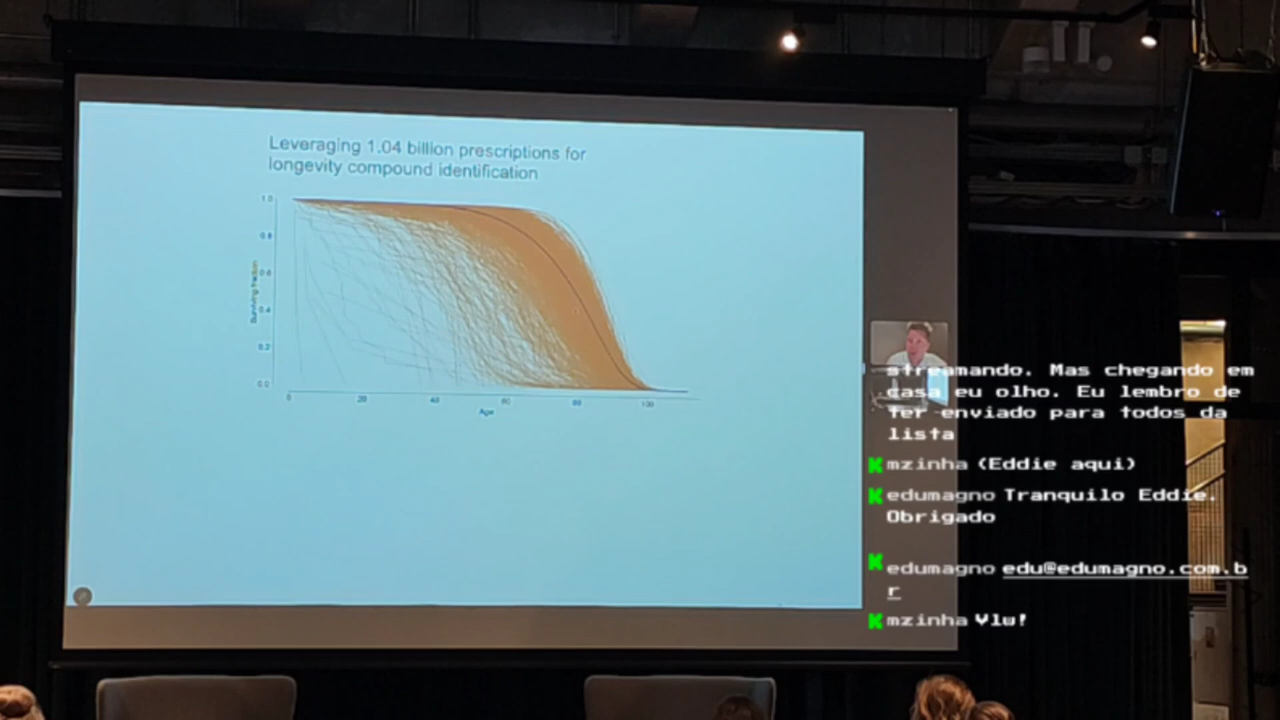 Leveraging 1.04 billion prescriptions for
longevity compound identification
1.0
0.8
0.6
0.4
0.2
0.0
Surviving fraction
0
20
40
60
80
100
Age
streamando. Mas chegando em
casa eu olho. Eu lembro de
ter enviado para todos da
lista
mzinha (Eddie aqui)
edumagno Tranquilo Eddie.
Obrigado
edumagno edu@edumagno.com.b
r
mzinha Vlw!